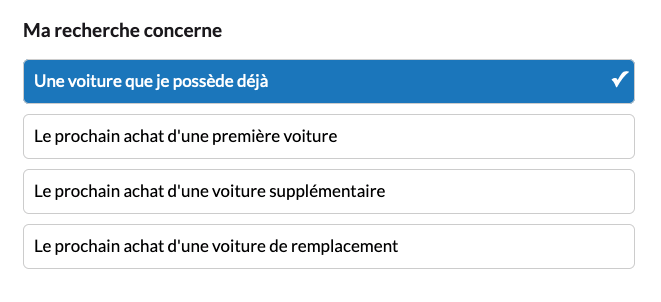 Ma recherche concerne
Une voiture que je possède déjà
Le prochain achat d'une première voiture
Le prochain achat d'une voiture supplémentaire
Le prochain achat d'une voiture de remplacement